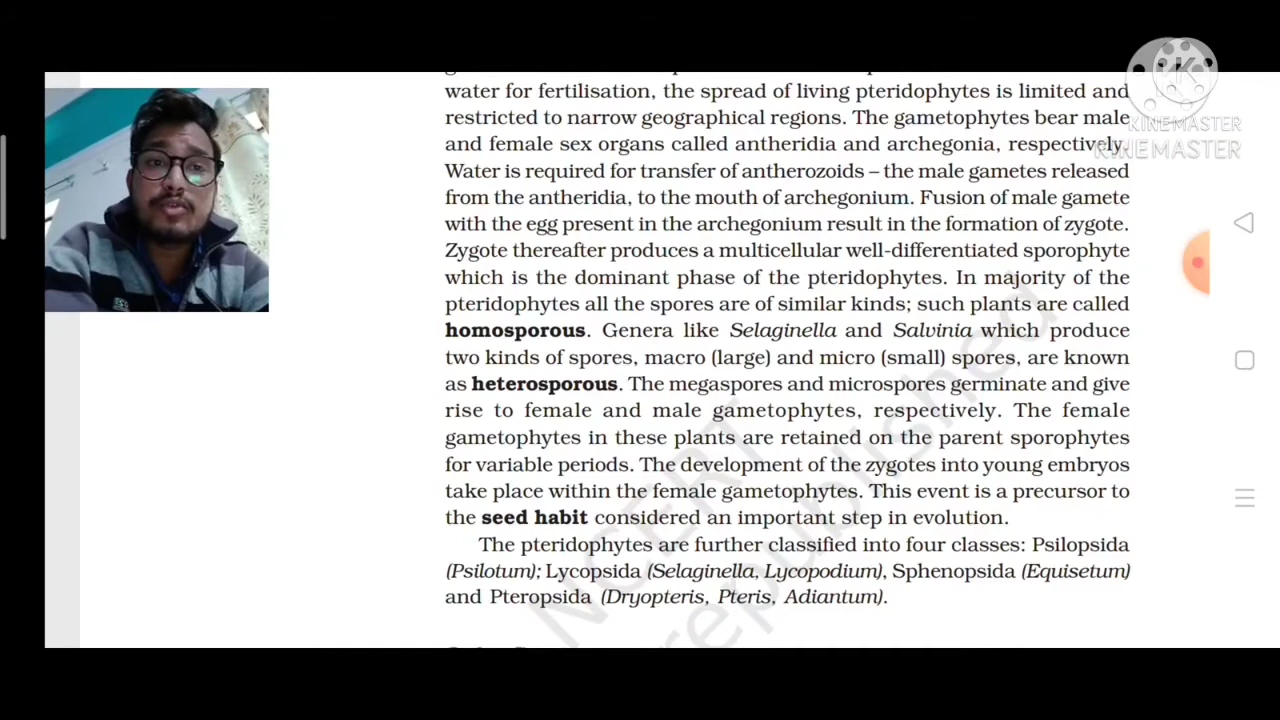 water for fertilisation, the spread of living pteridophytes is limited and
restricted to narrow geographical regions. The gametophytes bear male
and female sex organs called antheridia and archegonia, respectively.
Water is required for transfer of antherozoids – the male gametes released
from the antheridia, to the mouth of archegonium. Fusion of male gamete
with the egg present in the archegonium result in the formation of zygote.
Zygote thereafter produces a multicellular well-differentiated sporophyte
which is the dominant phase of the pteridophytes. In majority of the
pteridophytes all the spores are of similar kinds; such plants are called
homosporous. Genera like Selaginella and Salvinia which produce
two kinds of spores, macro (large) and micro (small) spores, are known
as heterosporous. The megaspores and microspores germinate and give
rise to female and male gametophytes, respectively. The female
gametophytes in these plants are retained on the parent sporophytes
for variable periods. The development of the zygotes into young embryos
take place within the female gametophytes. This event is a precursor to
the seed habit considered an important step in evolution.
The pteridophytes are further classified into four classes: Psilopsida
(Psilotum); Lycopsida (Selaginella, Lycopodium), Sphenopsida (Equisetum)
and Pteropsida (Dryopteris, Pteris, Adiantum).
KINEMASTER
KINEMASTER
NCERT
republished